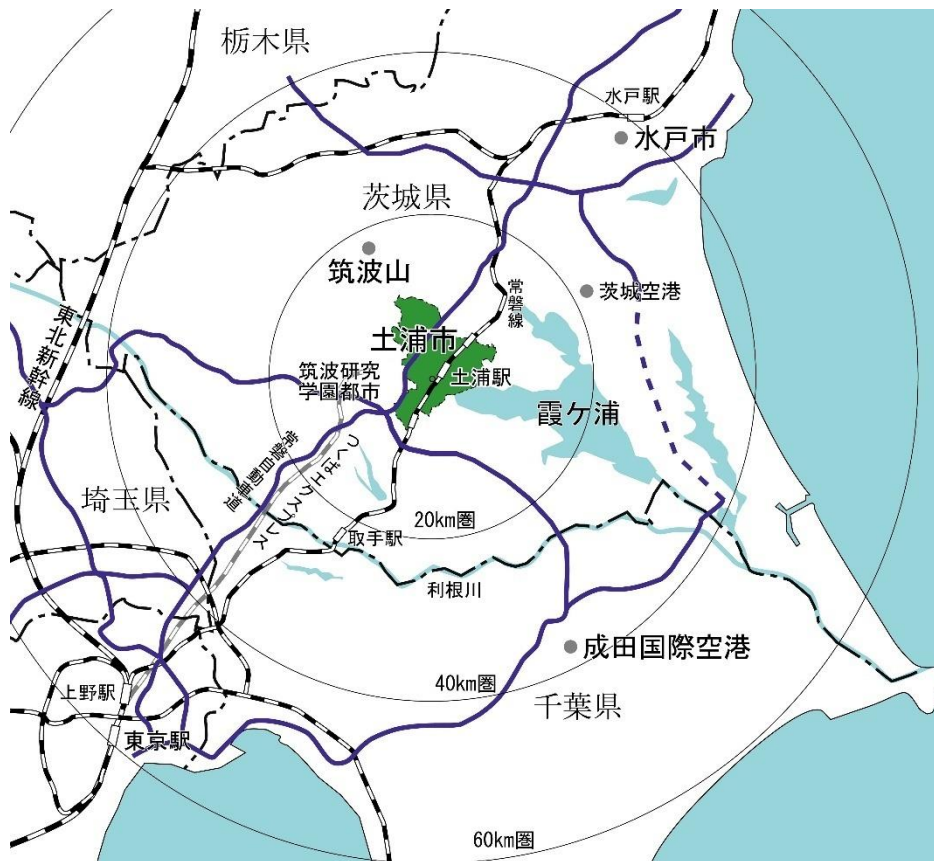 栃木県
水戸駅
水戸市
茨城県
筑波山
常磐線
茨城空港
土浦市
東北新幹線
筑波研究
学園都市
土浦駅
霞ケ浦
つくばエクスプレス
常磐自動車道
埼玉県
20km圏
取手駅
利根川
成田国際空港
40km圏
上野駅
千葉県
東京駅
60km圏